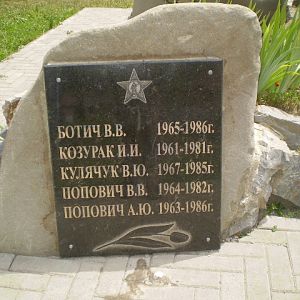 БОТИЧ В.В. 1965-1986г.
КОЗУРАК И.И. 1961-1981г.
КУЛЯЧУК В.Ю. 1967-1985г.
ПОПОВИЧ В.В. 1964-1982г.
ПОПОВИЧ А.Ю. 1963-1986г.